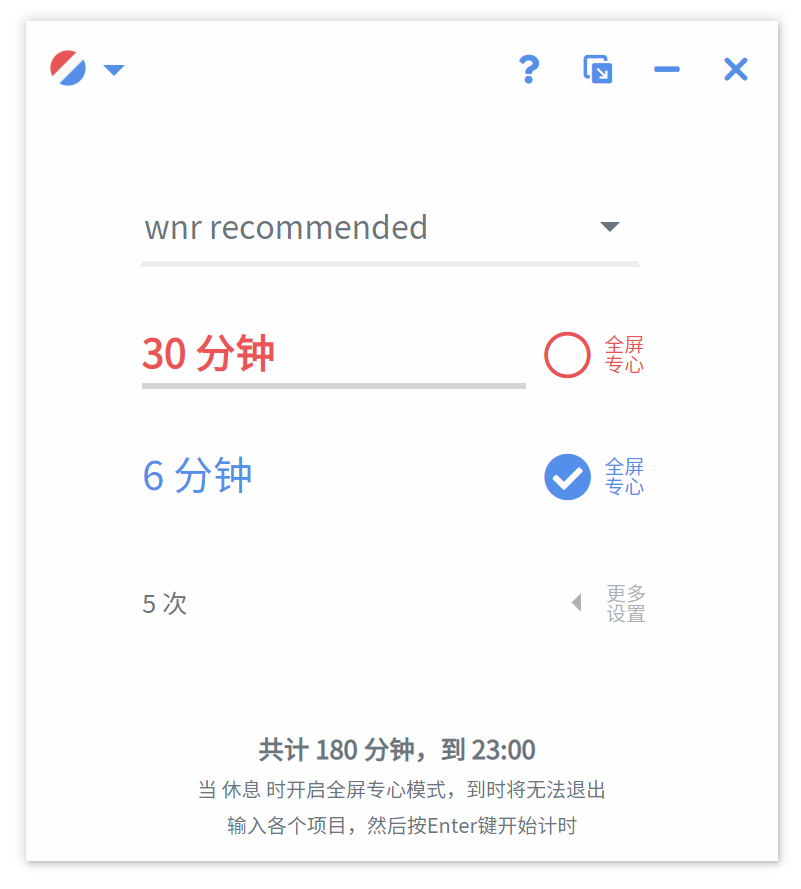 wnr recommended
30 分钟
全屏
专心
6 分钟
全屏
专心
5 次
更多
设置
共计 180 分钟，到 23:00
当 休息 时开启全屏专心模式，到时将无法退出
输入各个项目，然后按Enter键开始计时